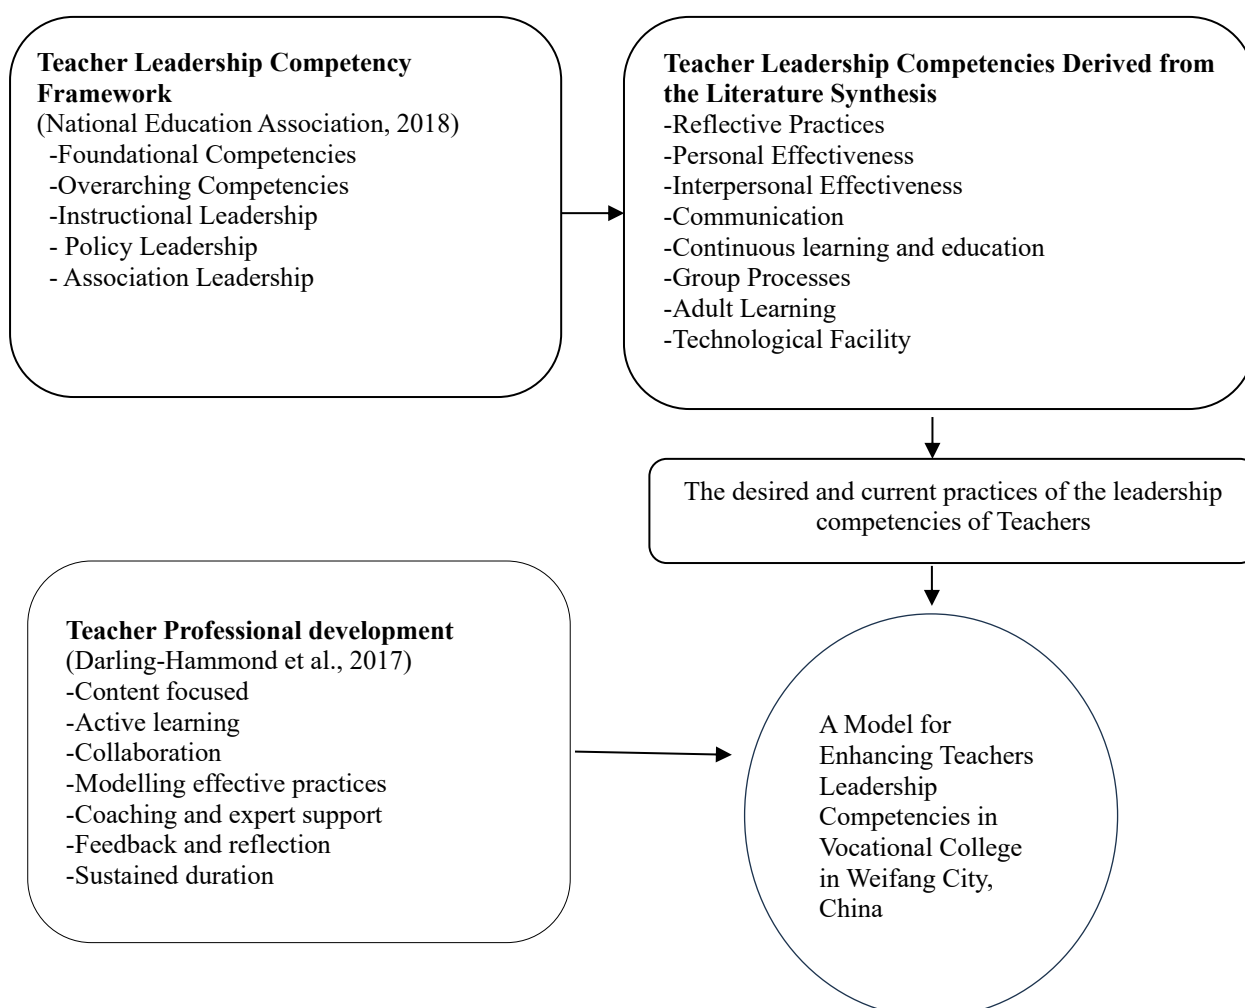 Teacher Leadership Competency
Framework
(National Education Association, 2018)
-Foundational Competencies
-Overarching Competencies
-Instructional Leadership
- Policy Leadership
- Association Leadership
Teacher Leadership Competencies Derived from
the Literature Synthesis
-Reflective Practices
-Personal Effectiveness
-Interpersonal Effectiveness
-Communication
-Continuous learning and education
-Group Processes
-Adult Learning
-Technological Facility
The desired and current practices of the leadership
competencies of Teachers
Teacher Professional development
(Darling-Hammond et al., 2017)
-Content focused
-Active learning
-Collaboration
-Modelling effective practices
-Coaching and expert support
-Feedback and reflection
-Sustained duration
A Model for
Enhancing Teachers
Leadership
Competencies in
Vocational College
in Weifang City,
China